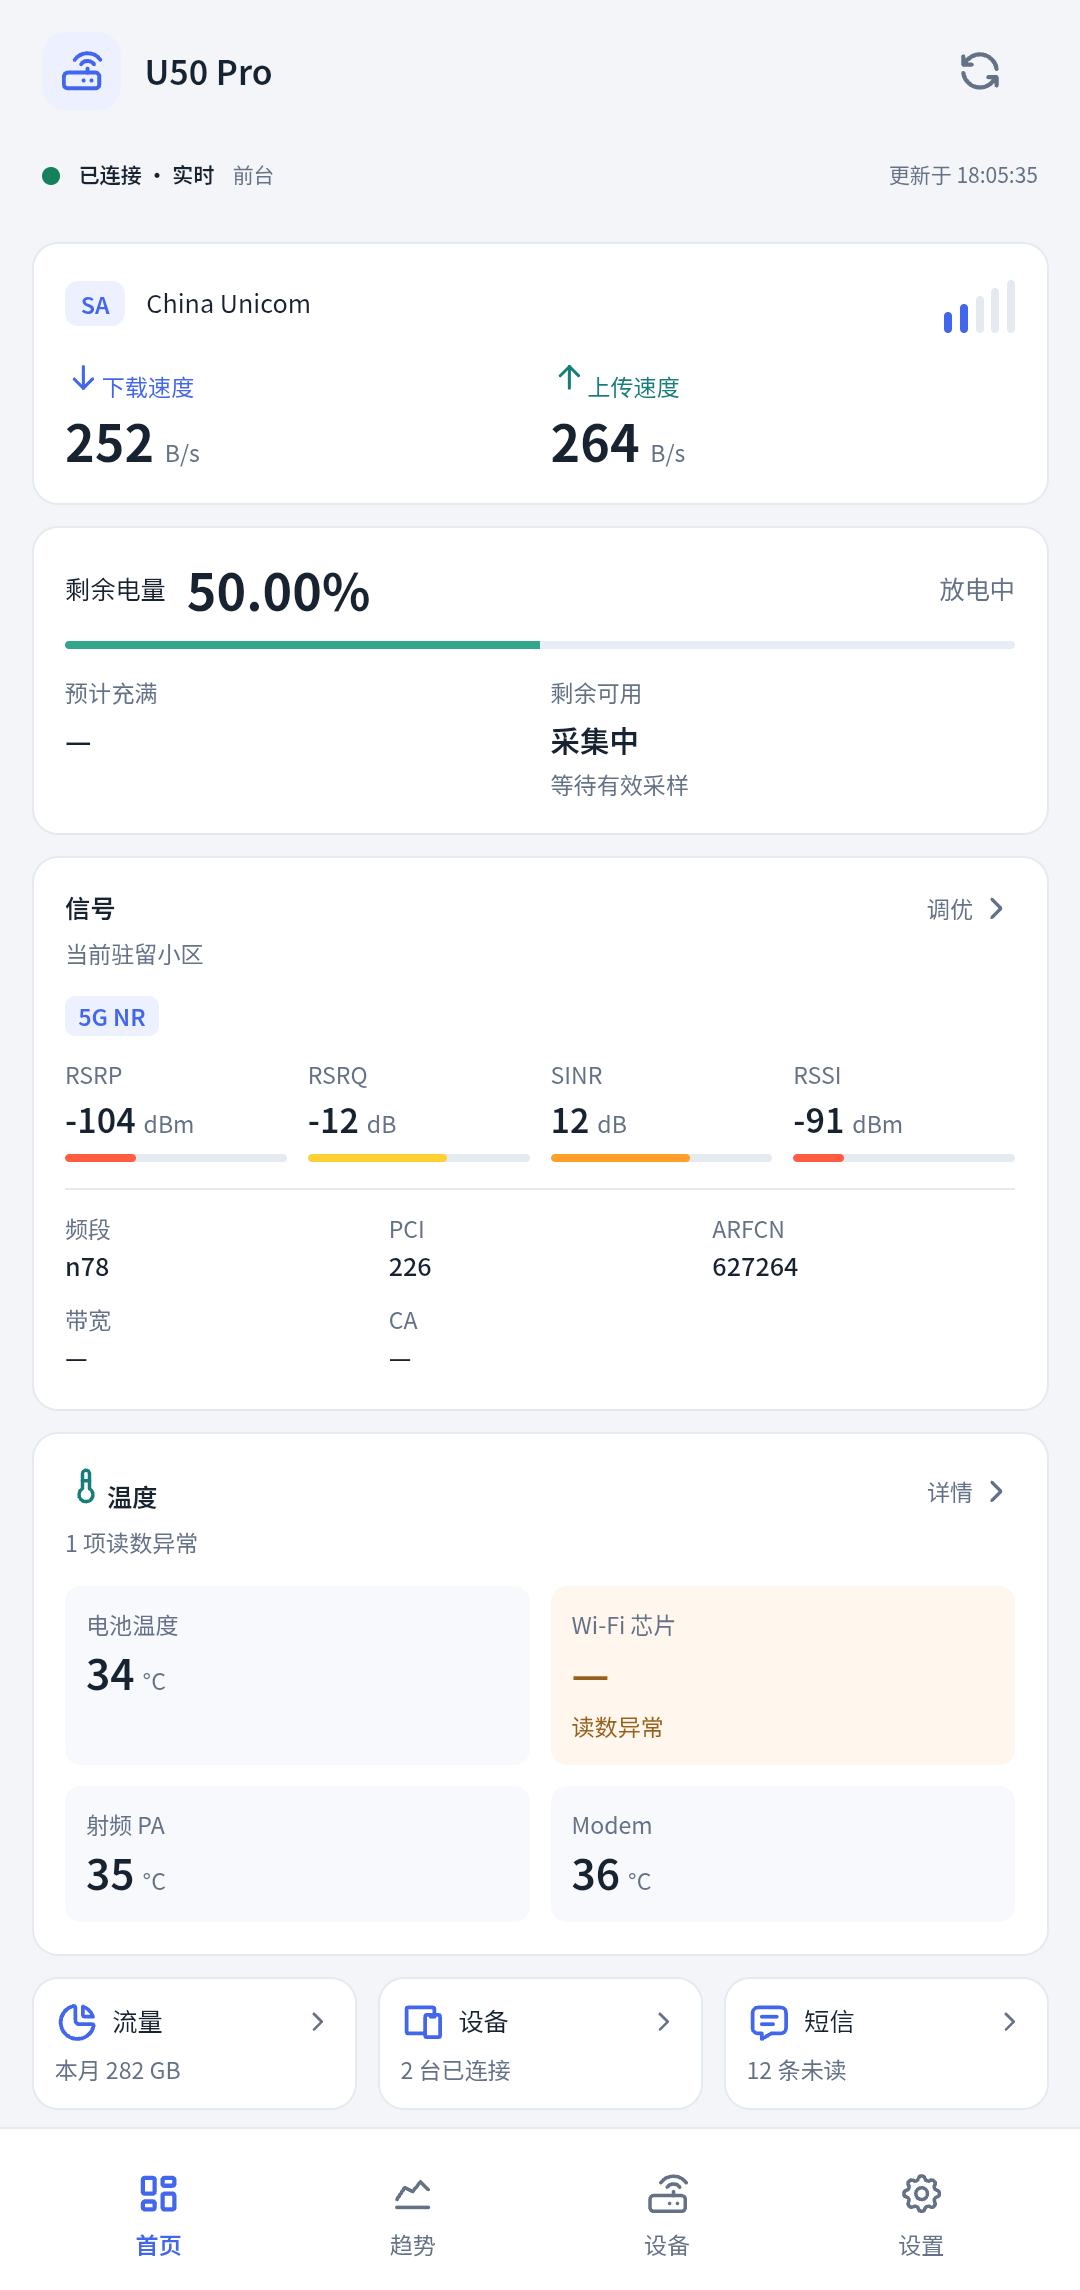 U50 Pro
已连接 · 实时 前台 更新于 18:05:35
SA China Unicom
下载速度 上传速度
252 B/s 264 B/s
剩余电量 50.00% 放电中
预计充满 剩余可用
— 采集中
等待有效采样
信号 调优
当前驻留小区
5G NR
RSRP RSRQ SINR RSSI
-104 dBm -12 dB 12 dB -91 dBm
频段 PCI ARFCN
n78 226 627264
带宽 CA
— —
温度 详情
1 项读数异常
电池温度 Wi-Fi 芯片
34 °C —
读数异常
射频 PA Modem
35 °C 36 °C
流量 设备 短信
本月 282 GB 2 台已连接 12 条未读
首页 趋势 设备 设置